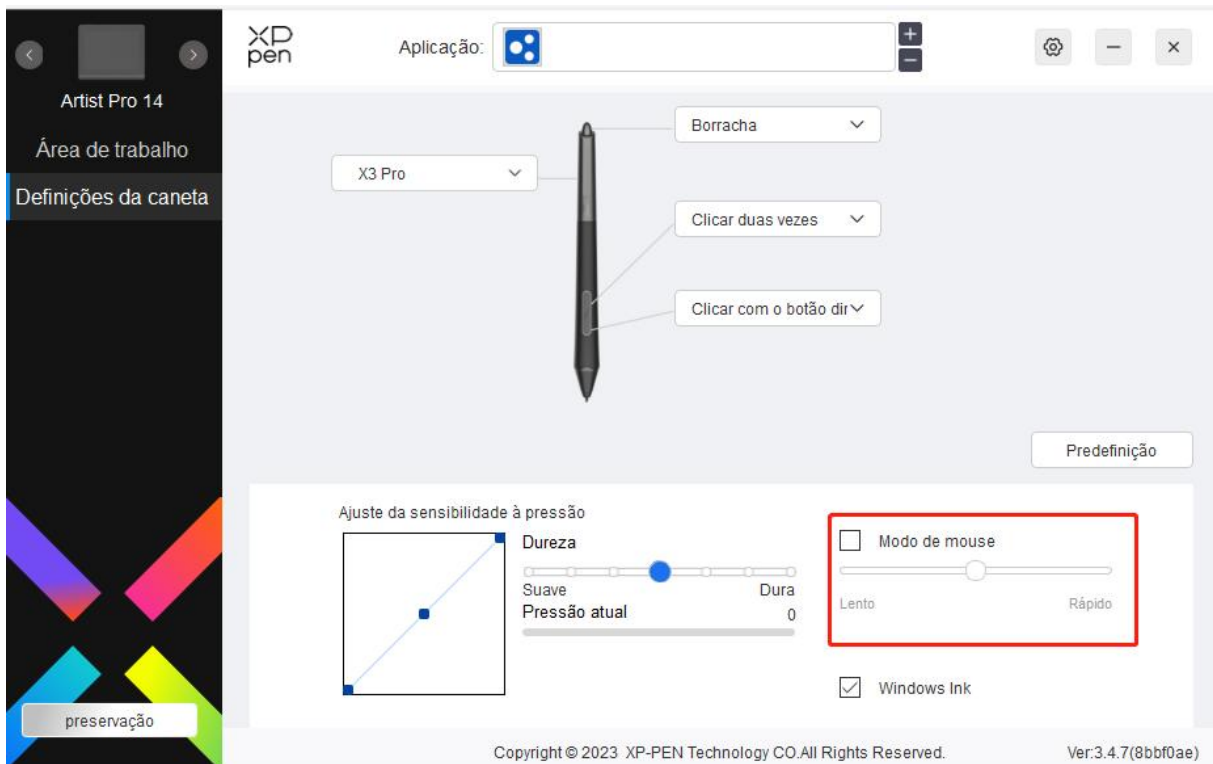 XP
pen
Aplicação:
Artist Pro 14
Área de trabalho
Definições da caneta
Borracha
X3 Pro
Clicar duas vezes
Clicar com o botão dir
Predefinição
Ajuste da sensibilidade à pressão
Dureza
Suave Dura
Pressão atual 0
Modo de mouse
Lento Rápido
Windows Ink
preservação
Copyright © 2023 XP-PEN Technology CO.All Rights Reserved.
Ver:3.4.7(8bbf0ae)